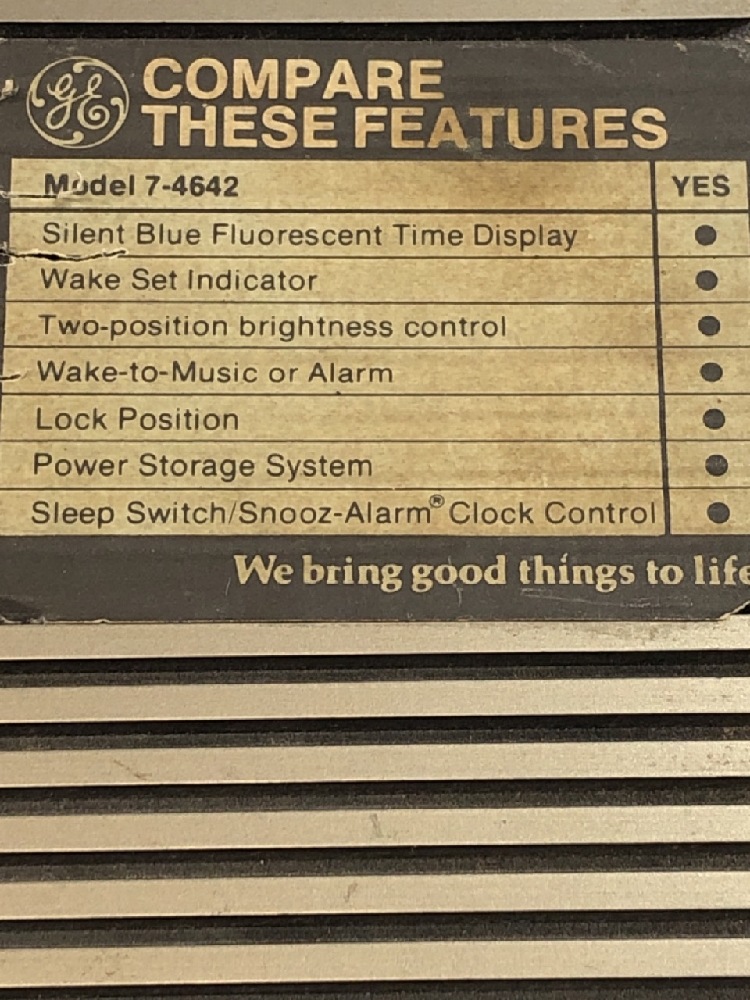 GE COMPARE
THESE FEATURES
Model 7-4642 YES
Silent Blue Fluorescent Time Display ●
Wake Set Indicator ●
Two-position brightness control ●
Wake-to-Music or Alarm ●
Lock Position ●
Power Storage System ●
Sleep Switch/Snooz-Alarm® Clock Control ●
We bring good things to life